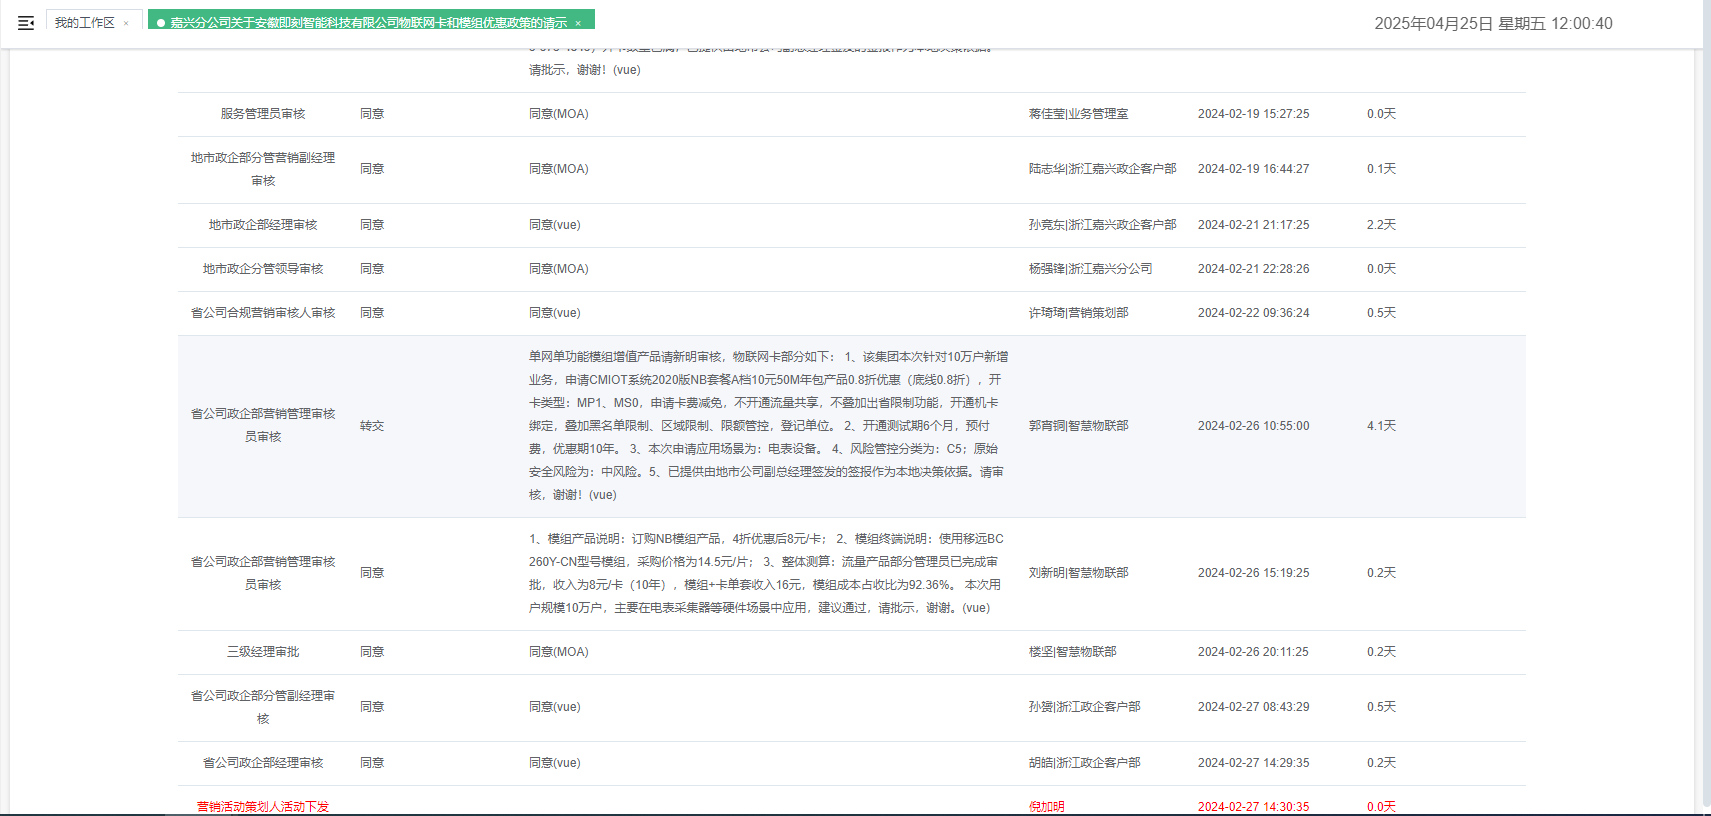 我的工作区 ×
嘉兴分公司关于安徽即刻智能科技有限公司物联网卡和模组优惠政策的请示 ×
2025年04月25日 星期五 12:00:40
请批示，谢谢！(vue)
服务管理员审核 同意 同意(MOA) 蒋佳莹|业务管理室 2024-02-19 15:27:25 0.0天
地市政企部分管营销副经理
审核
同意 同意(MOA) 陆志华|浙江嘉兴政企客户部 2024-02-19 16:44:27 0.1天
地市政企部经理审核 同意 同意(vue) 孙竞东|浙江嘉兴政企客户部 2024-02-21 21:17:25 2.2天
地市政企分管领导审核 同意 同意(MOA) 杨强锋|浙江嘉兴分公司 2024-02-21 22:28:26 0.0天
省公司合规营销审核人审核 同意 同意(vue) 许琦琦|营销策划部 2024-02-22 09:36:24 0.5天
省公司政企部营销管理审核
员审核
转交
单网单功能模组增值产品请新明审核，物联网卡部分如下： 1、该集团本次针对10万户新增
业务，申请CMIOT系统2020版NB套餐A档10元50M年包产品0.8折优惠（底线0.8折），开
卡类型：MP1、MS0，申请卡费减免，不开通流量共享，不叠加出省限制功能，开通机卡
绑定，叠加黑名单限制、区域限制、限额管控，登记单位。 2、开通测试期6个月，预付
费，优惠期10年。 3、本次申请应用场景为：电表设备。 4、风险管控分类为：C5；原始
安全风险为：中风险。5、已提供由地市公司副总经理签发的签报作为本地决策依据。请审
核，谢谢！(vue)
郭肖铜|智慧物联部 2024-02-26 10:55:00 4.1天
省公司政企部营销管理审核
员审核
同意
1、模组产品说明：订购NB模组产品，4折优惠后8元/卡； 2、模组终端说明：使用移远BC
260Y-CN型号模组，采购价格为14.5元/片； 3、整体测算：流量产品部分管理员已完成审
批，收入为8元/卡（10年），模组+卡单套收入16元，模组成本占收比为92.36%。 本次用
户规模10万户，主要在电表采集器等硬件场景中应用，建议通过，请批示，谢谢。(vue)
刘新明|智慧物联部 2024-02-26 15:19:25 0.2天
三级经理审批 同意 同意(MOA) 楼坚|智慧物联部 2024-02-26 20:11:25 0.2天
省公司政企部分管副经理审
核
同意 同意(vue) 孙赟|浙江政企客户部 2024-02-27 08:43:29 0.5天
省公司政企部经理审核 同意 同意(vue) 胡皓|浙江政企客户部 2024-02-27 14:29:35 0.2天
营销活动策划人活动下发 倪加明 2024-02-27 14:30:35 0.0天